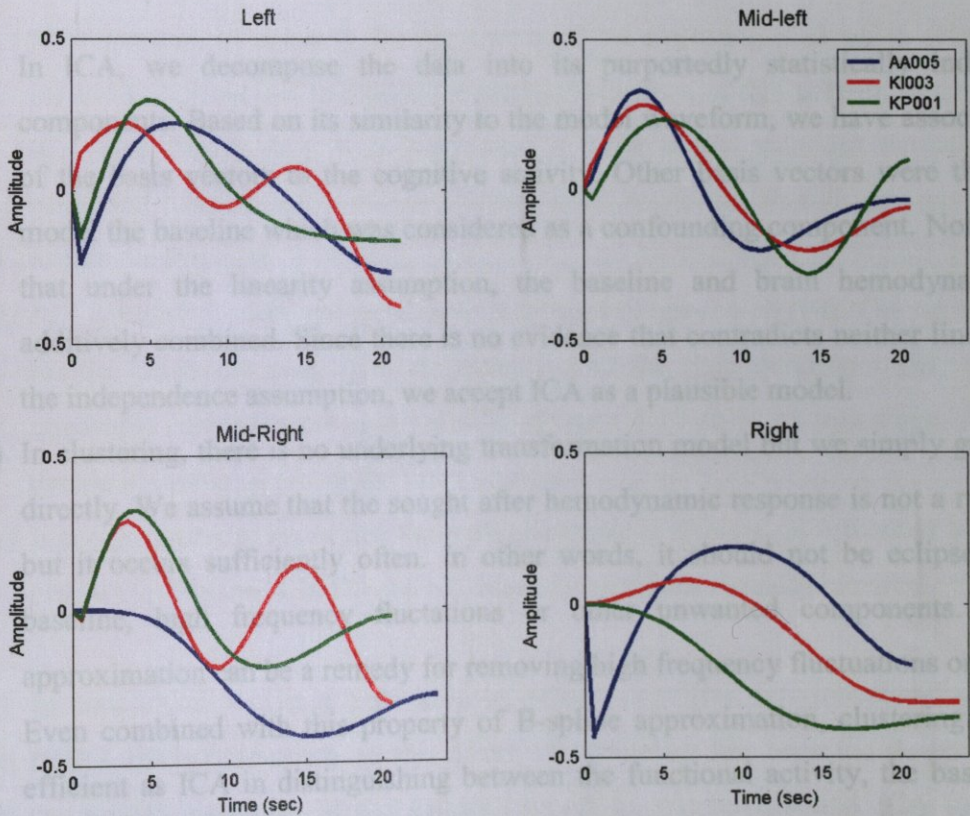 Left
Mid-left
0.5
0
-0.5
0 5 10 15 20
Amplitude
0.5
0
-0.5
0 5 10 15 20
Amplitude
AA005
KI003
KP001
In ICA, we decompose the data into its purportedly
Based on its similarity to the model waveform, we have
of the basis vectors to the cognitive activity. Other basis vectors were
model the baseline which was considered as a confounding component.
that under the linearity assumption, the baseline and brain
additively combined. Since there is no evidence that contradicts neither
the independence assumption, we accept ICA as a plausible model.
Mid-Right
Right
0.5
0
-0.5
0 5 10 15 20
Amplitude
Time (sec)
0.5
0
-0.5
0 5 10 15 20
Amplitude
Time (sec)
In clustering, there is no underlying transformation model but we simply
directly. We assume that the sought after hemodynamic response is not a
but it occurs sufficiently often. In other words, it should not be
baseline, high frequency fluctations or other unwanted components.
approximation can be a remedy for removing high frequency fluctuations
Even combined with this property of B-spline approximation, clustering
efficient as ICA in distinguishing between the functional activity, the